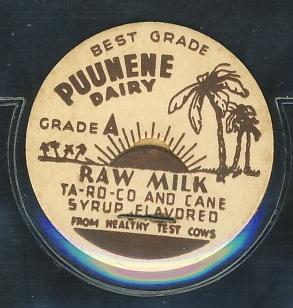 BEST GRADE
PUUNENE
DAIRY
GRADE A
RAW MILK
TA-RO-CO AND CANE
SYRUP FLAVORED
FROM HEALTHY TEST COWS